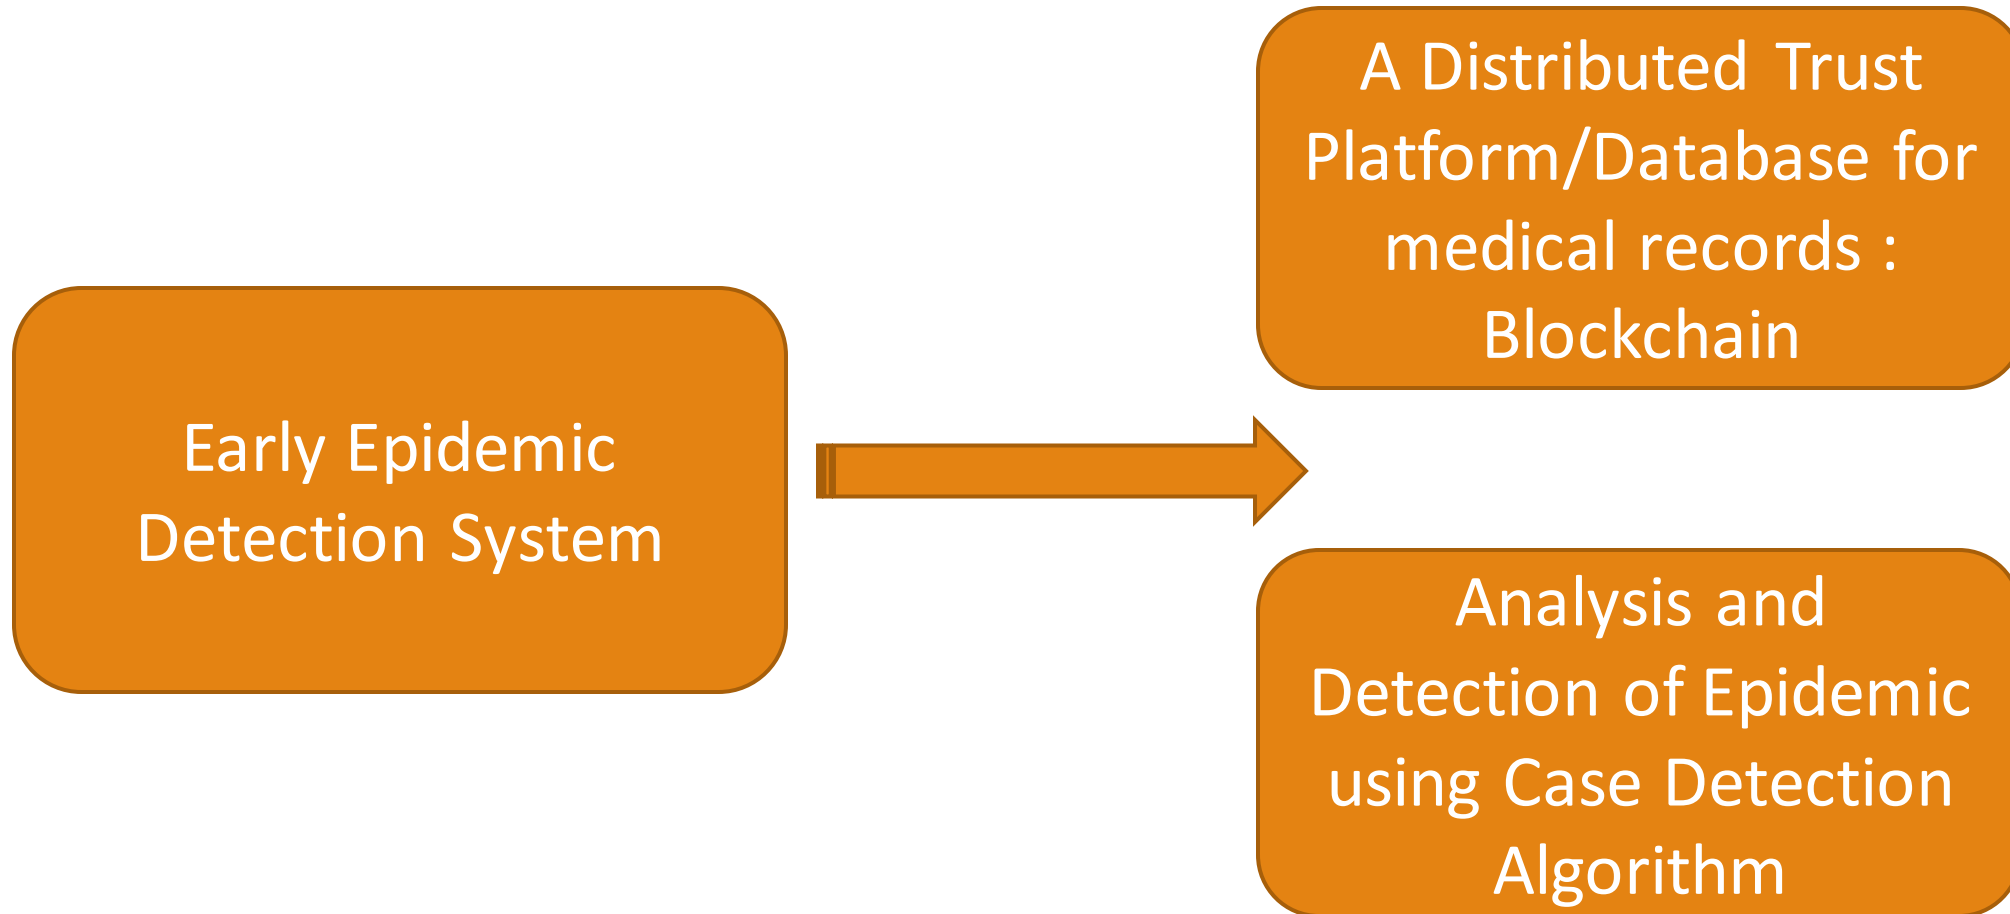 Early Epidemic
Detection System
A Distributed Trust
Platform/Database for
medical records :
Blockchain
Analysis and
Detection of Epidemic
using Case Detection
Algorithm